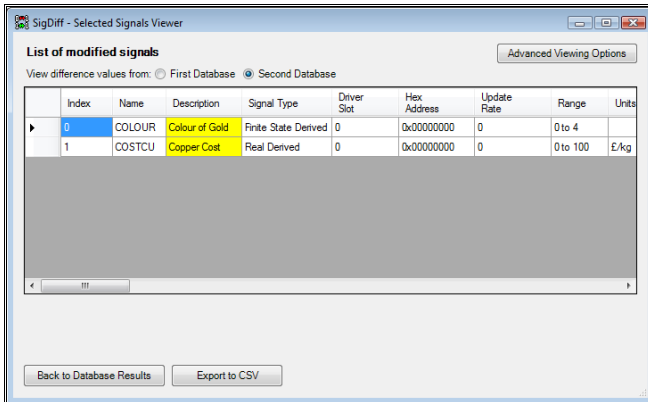 SigDiff - Selected Signals Viewer
List of modified signals
Advanced Viewing Options
View difference values from: First Database Second Database
Index Name Description Signal Type Driver Slot Hex Address Update Rate Range Units
0 COLOUR Colour of Gold Finite State Derived 0 0x00000000 0 0 to 4
1 COSTCU Copper Cost Real Derived 0 0x00000000 0 0 to 100 £/kg
Back to Database Results Export to CSV